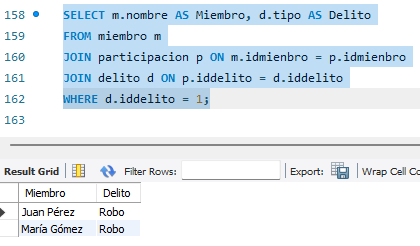 158 SELECT m.nombre AS Miembro, d.tipo AS Delito
159 FROM miembro m
160 JOIN participacion p ON m.idmienbro = p.idmienbro
161 JOIN delito d ON p.iddelito = d.iddelito
162 WHERE d.iddelito = 1;
163
Result Grid Filter Rows: Export: Wrap Cell Co
Miembro Delito
Juan Pérez Robo
María Gómez Robo